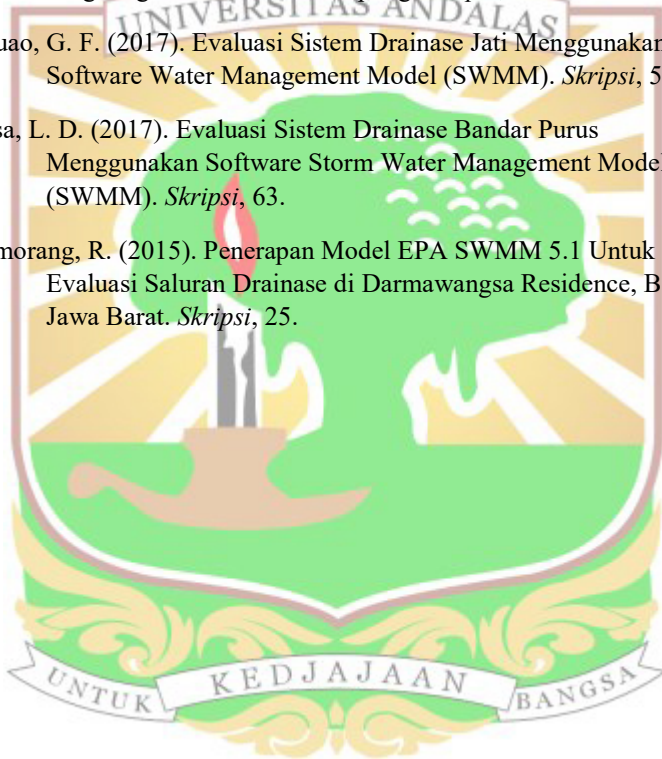 UNIVERSITAS ANDALAS
uao, G. F. (2017). Evaluasi Sistem Drainase Jati Menggunakan
Software Water Management Model (SWMM). Skripsi, 5
sa, L. D. (2017). Evaluasi Sistem Drainase Bandar Purus
Menggunakan Software Storm Water Management Model
(SWMM). Skripsi, 63.
morang, R. (2015). Penerapan Model EPA SWMM 5.1 Untuk
Evaluasi Saluran Drainase di Darmawangsa Residence, B
Jawa Barat. Skripsi, 25.
UNTUK KEDJAJAAN BANGSA